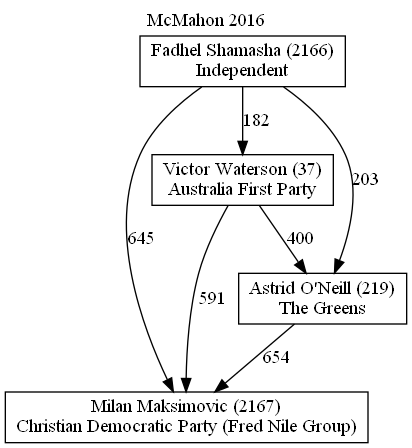 McMahon 2016
Fadhel Shamasha (2166)
Independent
182
Victor Waterson (37)
Australia First Party
203
645
400
591
Astrid O'Neill (219)
The Greens
654
Milan Maksimovic (2167)
Christian Democratic Party (Fred Nile Group)